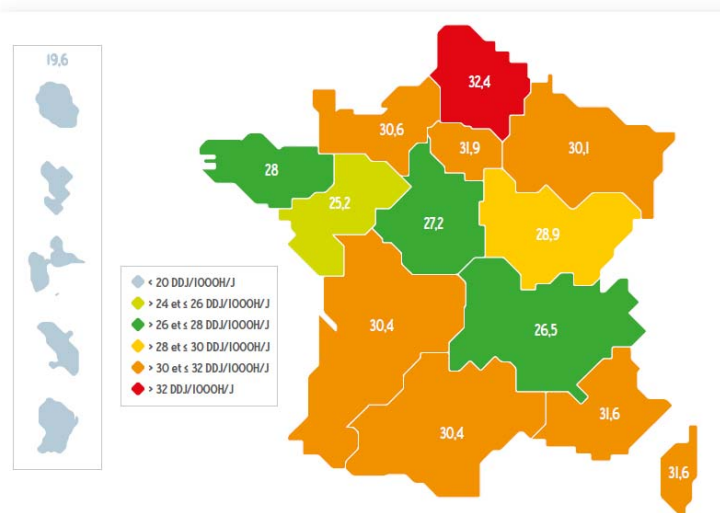 19,6
32,4
30,6
31,9
30,1
28
25,2
27,2
28,9
< 20 DDJ/1000H/J
> 24 et ≤ 26 DDJ/1000H/J
> 26 et ≤ 28 DDJ/1000H/J
> 28 et ≤ 30 DDJ/1000H/J
> 30 et ≤ 32 DDJ/1000H/J
> 32 DDJ/1000H/J
30,4
26,5
31,6
30,4
31,6